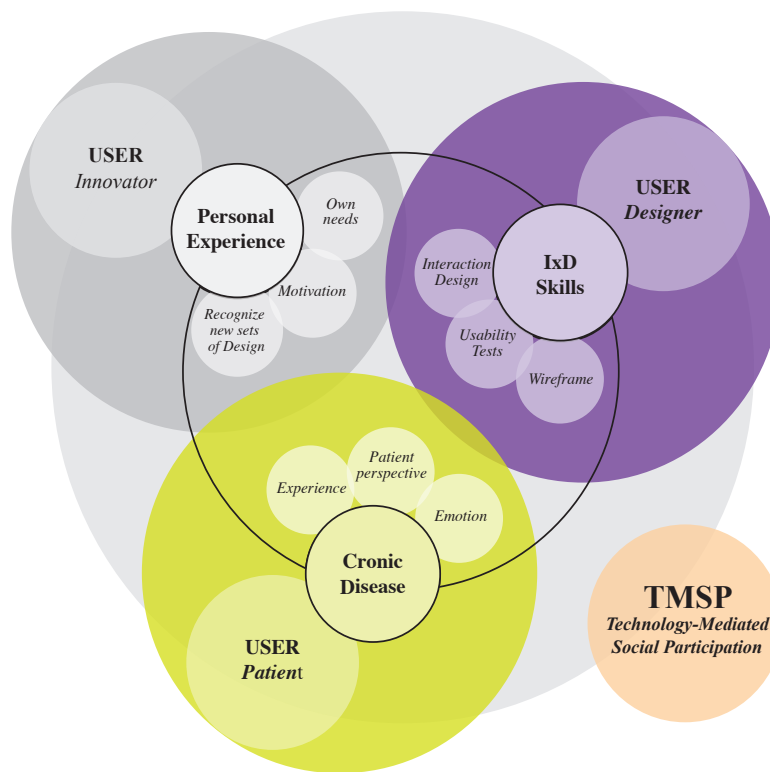 USER
Innovator
Personal
Experience
Own
needs
Motivation
Recognize
new sets
of Design
USER
Designer
IxD
Skills
Interaction
Design
Usability
Tests
Wireframe
Patient
perspective
Experience
Emotion
Cronic
Disease
USER
Patient
TMSP
Technology-Mediated
Social Participation